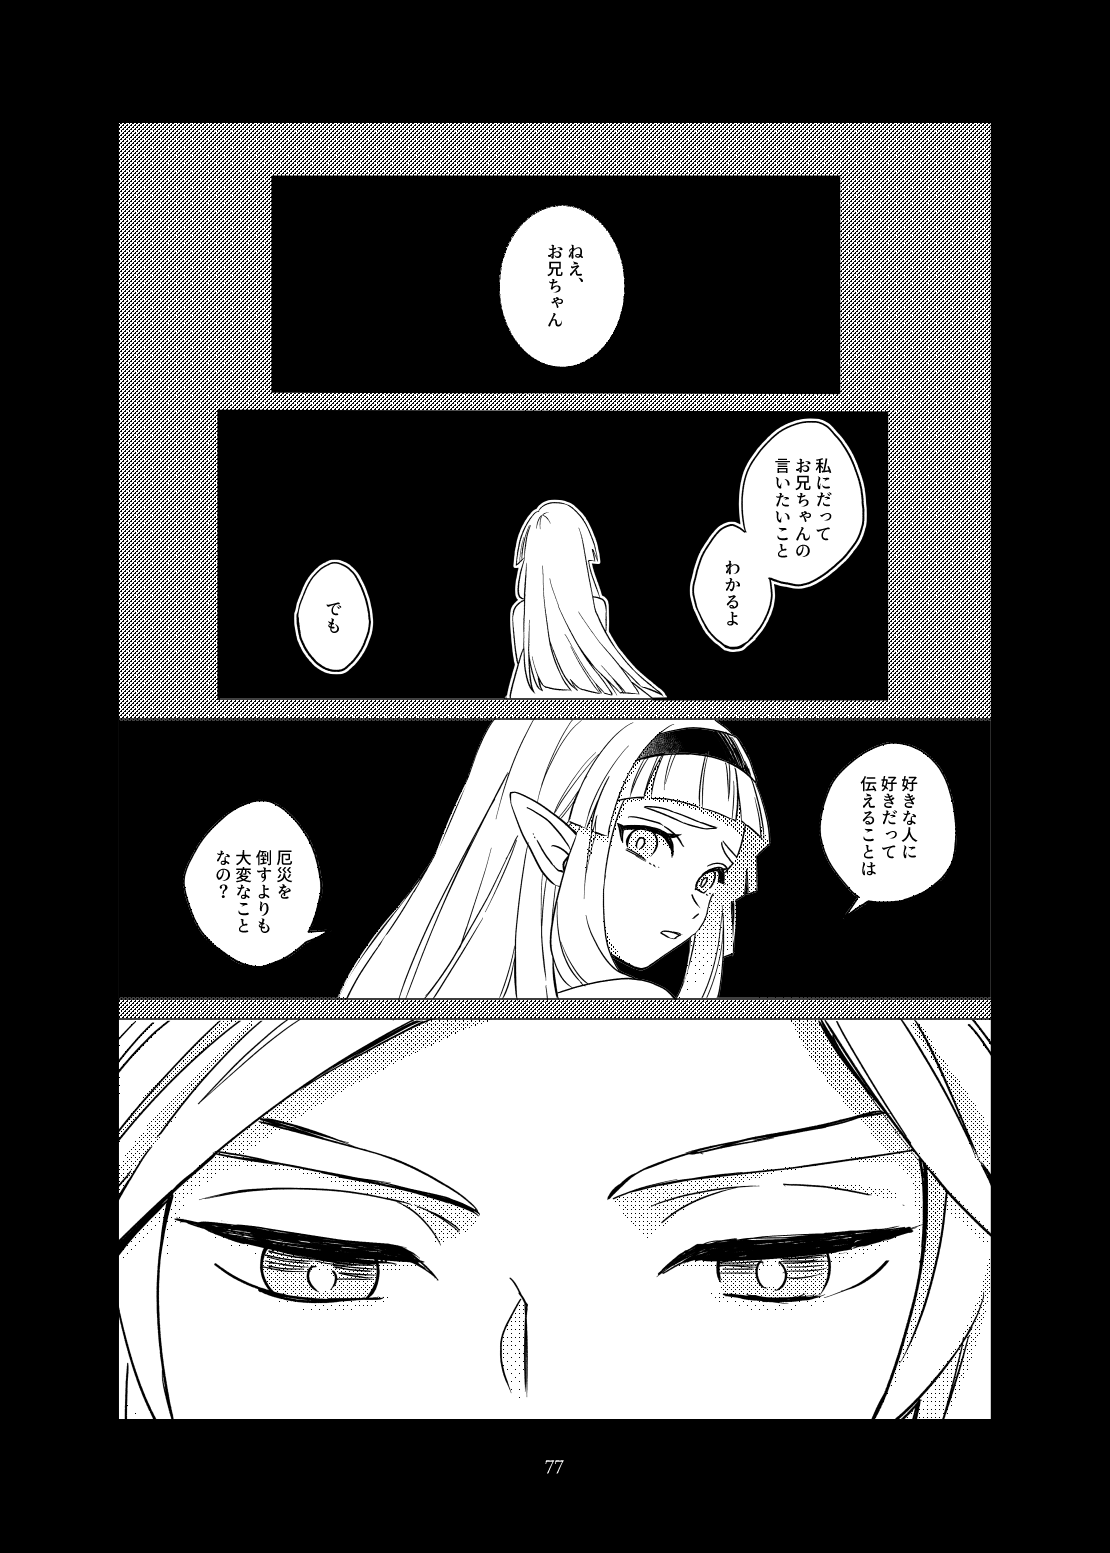 ねえ、
お兄ちゃん
私にだって
お兄ちゃんの
言いたいこと
わかるよ
でも
好きな人に
好きだって
伝えることは
厄災を
倒すよりも
大変なこと
なの？
77